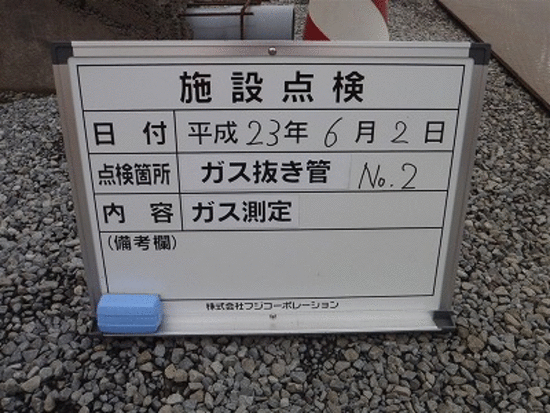 施設点検
日付 平成23年6月2日
点検箇所 ガス抜き管 No.2
内容 ガス測定
(備考欄)
株式会社フジコーポレーション